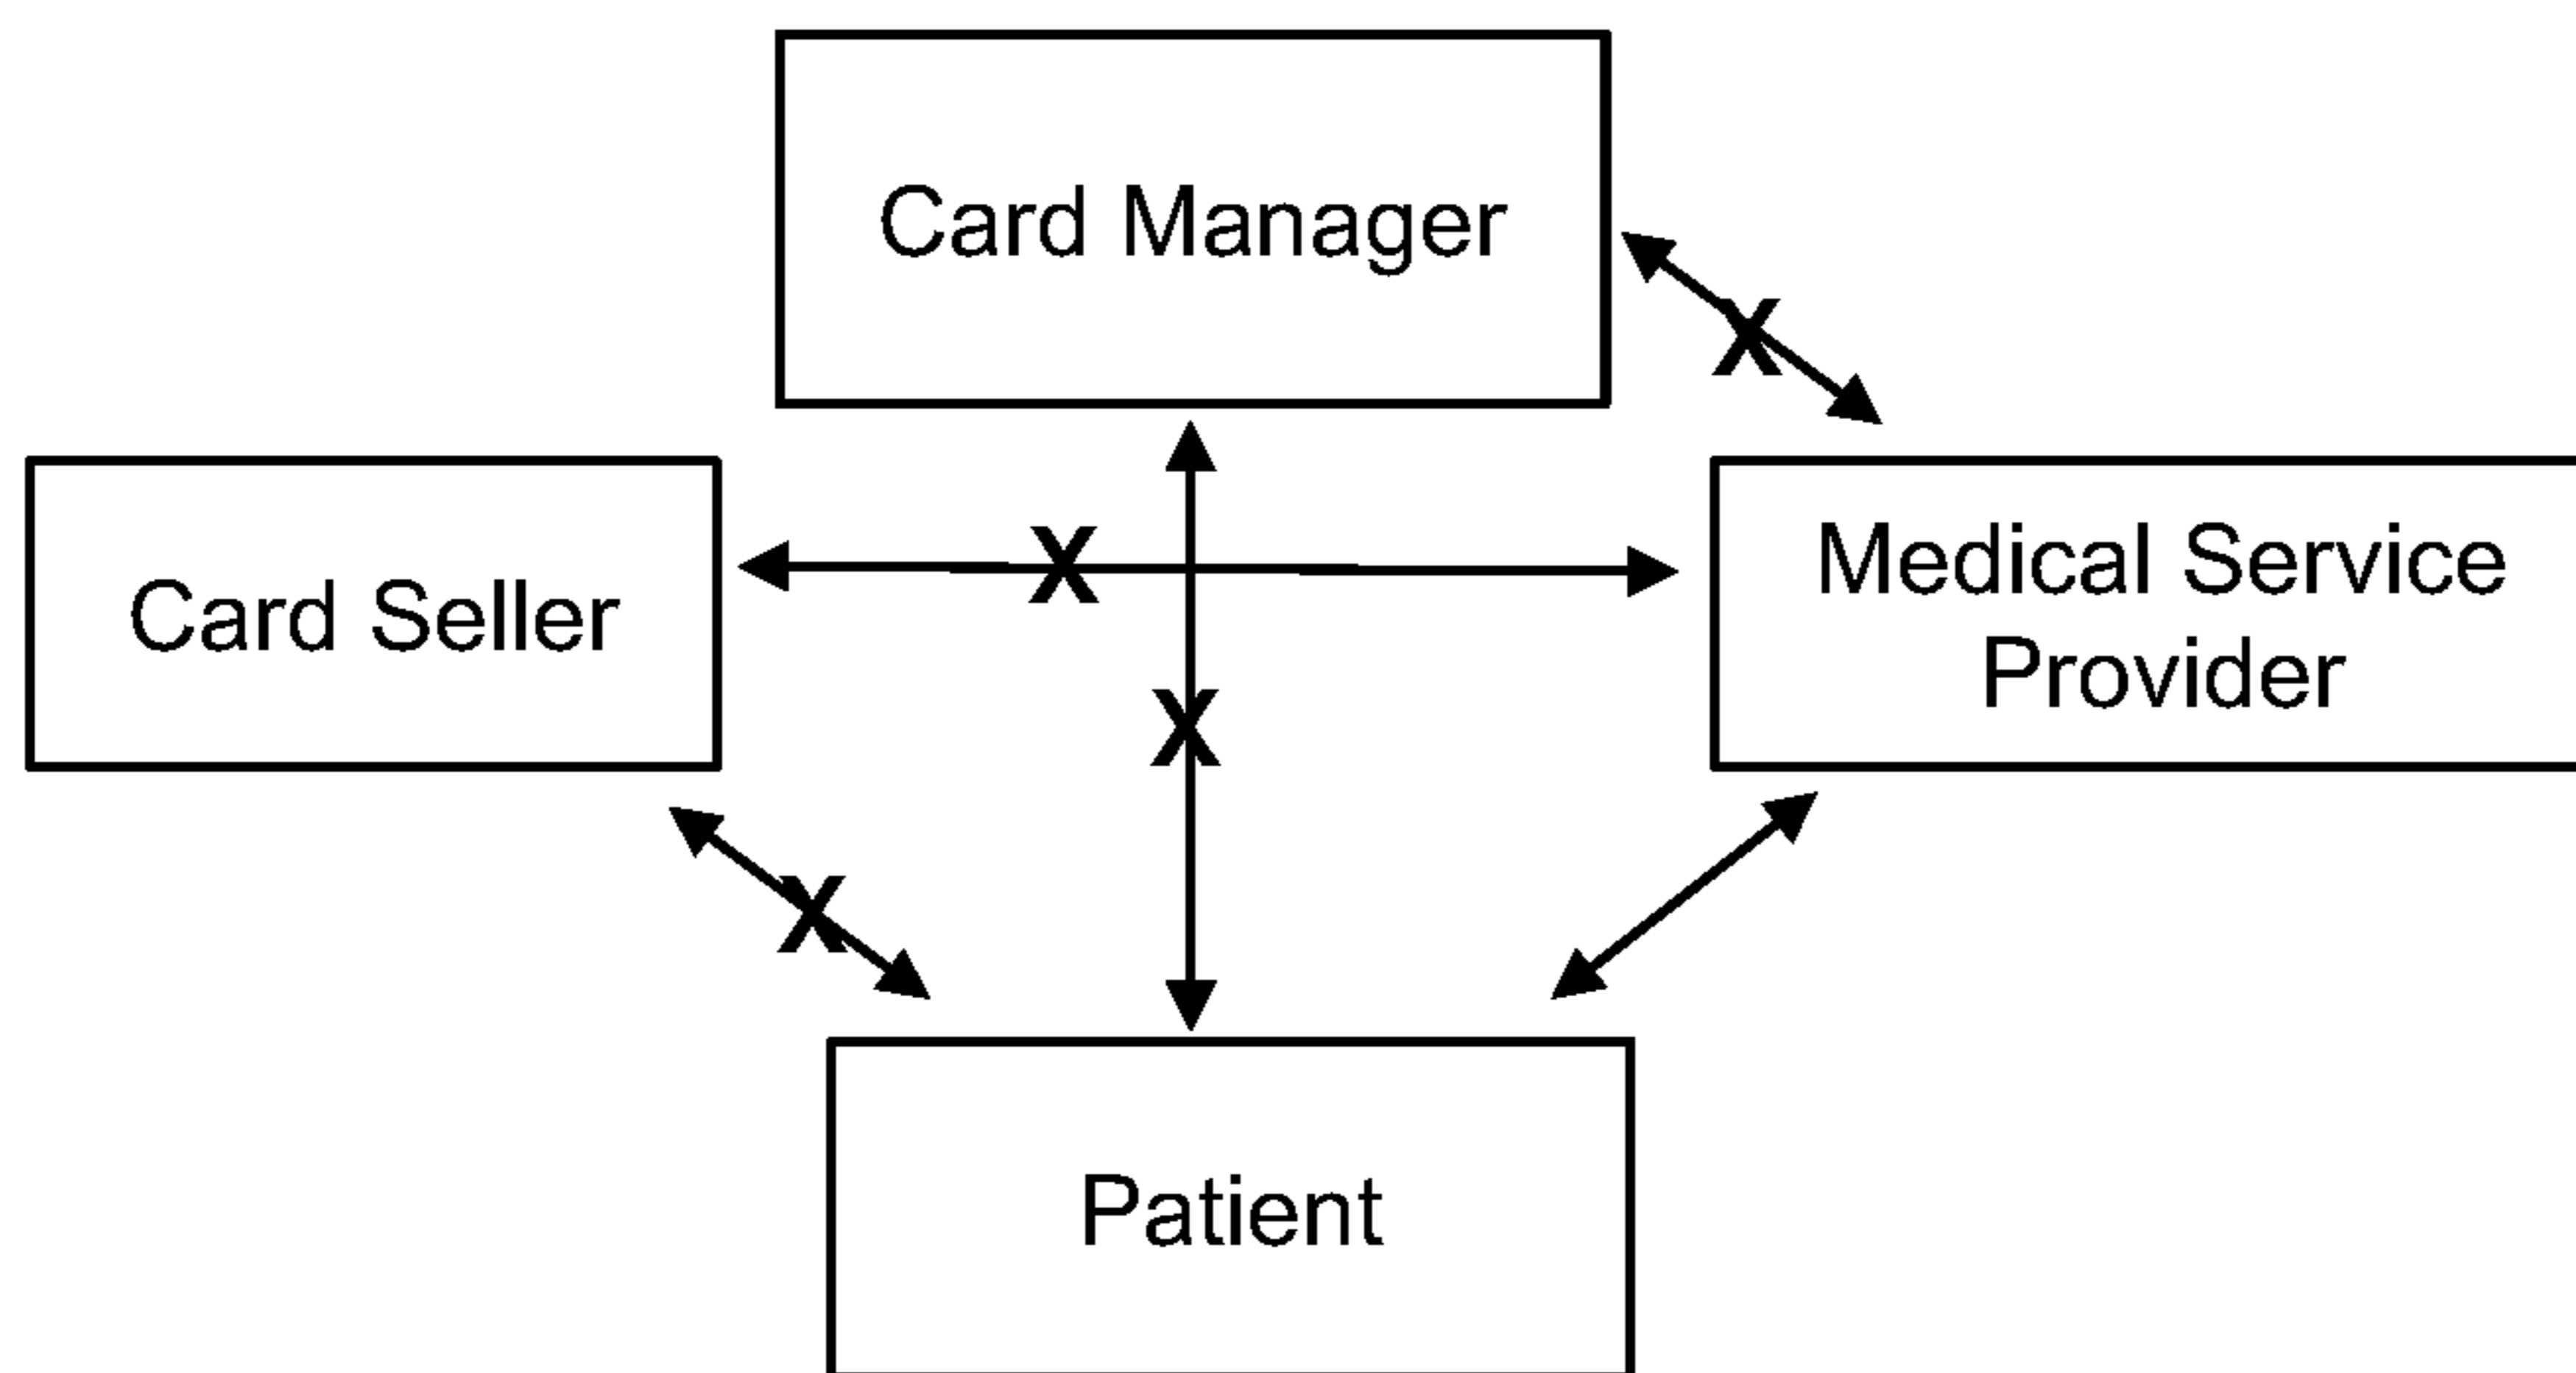 Card Manager
X
Card Seller
X
Medical Service
Provider
X
X
Patient